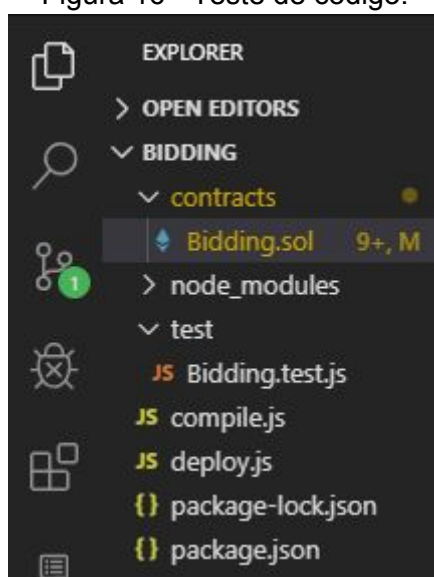 Figura 10 - Teste de código.
EXPLORER
OPEN EDITORS
BIDDING
contracts
Bidding.sol 9+, M
1
node_modules
test
JS Bidding.test.js
JS compile.js
JS deploy.js
{} package-lock.json
{} package.json